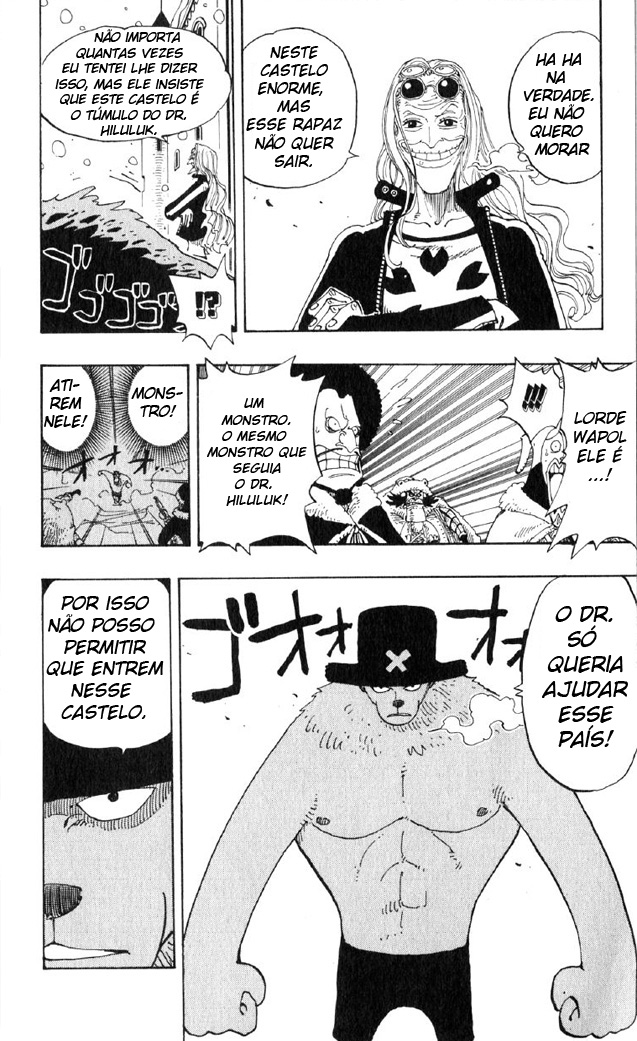 HA HA
NA
VERDADE.
EU NÃO
QUERO
MORAR
NESTE
CASTELO
ENORME,
MAS
ESSE RAPAZ
NÃO QUER
SAIR.
NÃO IMPORTA
QUANTAS VEZES
EU TENTEI LHE DIZER
ISSO, MAS ELE INSISTE
QUE ESTE CASTELO É
O TÚMULO DO DR.
HILULUK.
ゴゴゴゴ
!?
LORDE
WAPOL
ELE É
...!
!!!
UM
MONSTRO.
O MESMO
MONSTRO QUE
SEGUIA
O DR.
HILULUK!
MONS-
TRO!
ATI-
REM
NELE!
オオオ
O DR.
SÓ
QUERIA
AJUDAR
ESSE
PAÍS!
ゴオオオオ
POR ISSO
NÃO POSSO
PERMITIR
QUE ENTREM
NESSE
CASTELO.